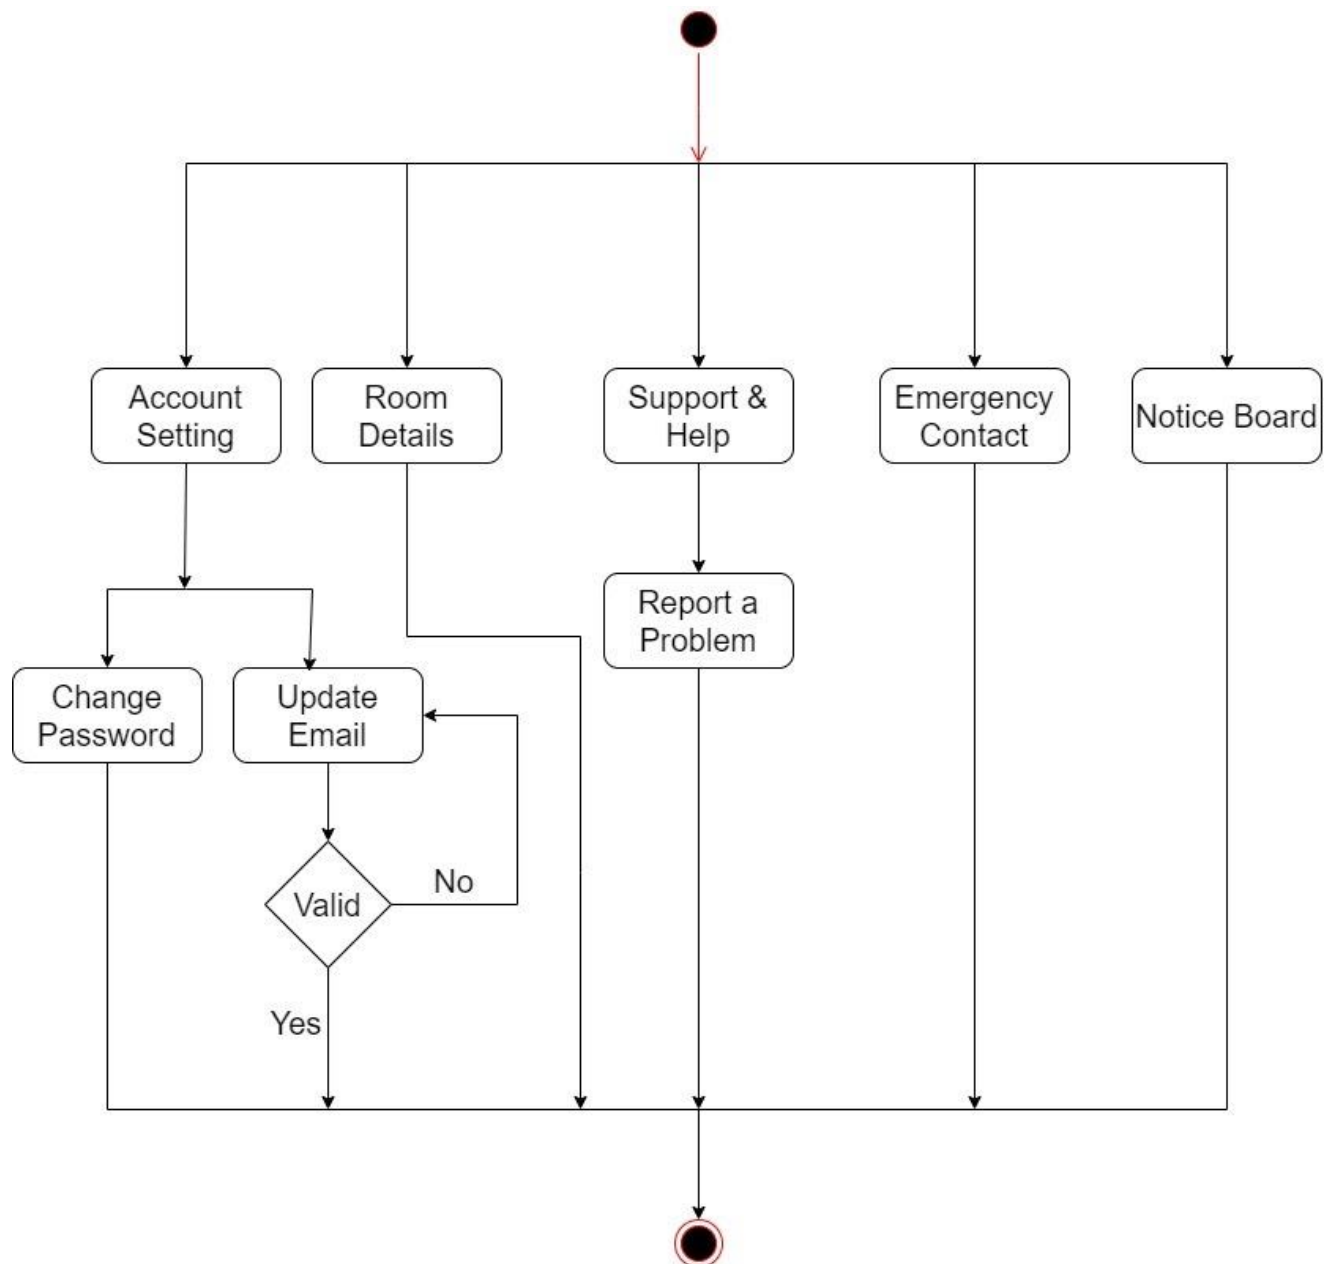 Account
Setting
Room
Details
Support &
Help
Emergency
Contact
Notice Board
Report a
Problem
Change
Password
Update
Email
No
Valid
Yes